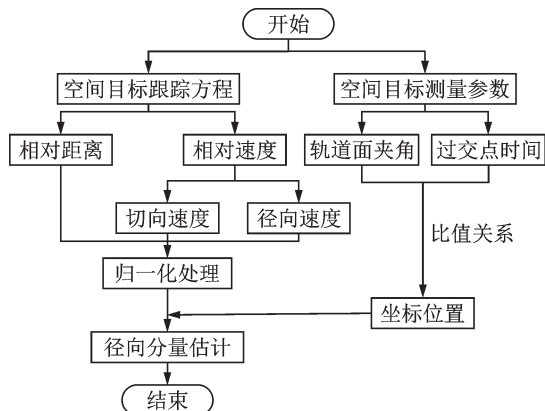 开始
空间目标跟踪方程
空间目标测量参数
相对距离
相对速度
轨道面夹角
过交点时间
切向速度
径向速度
比值关系
归一化处理
坐标位置
径向分量估计
结束